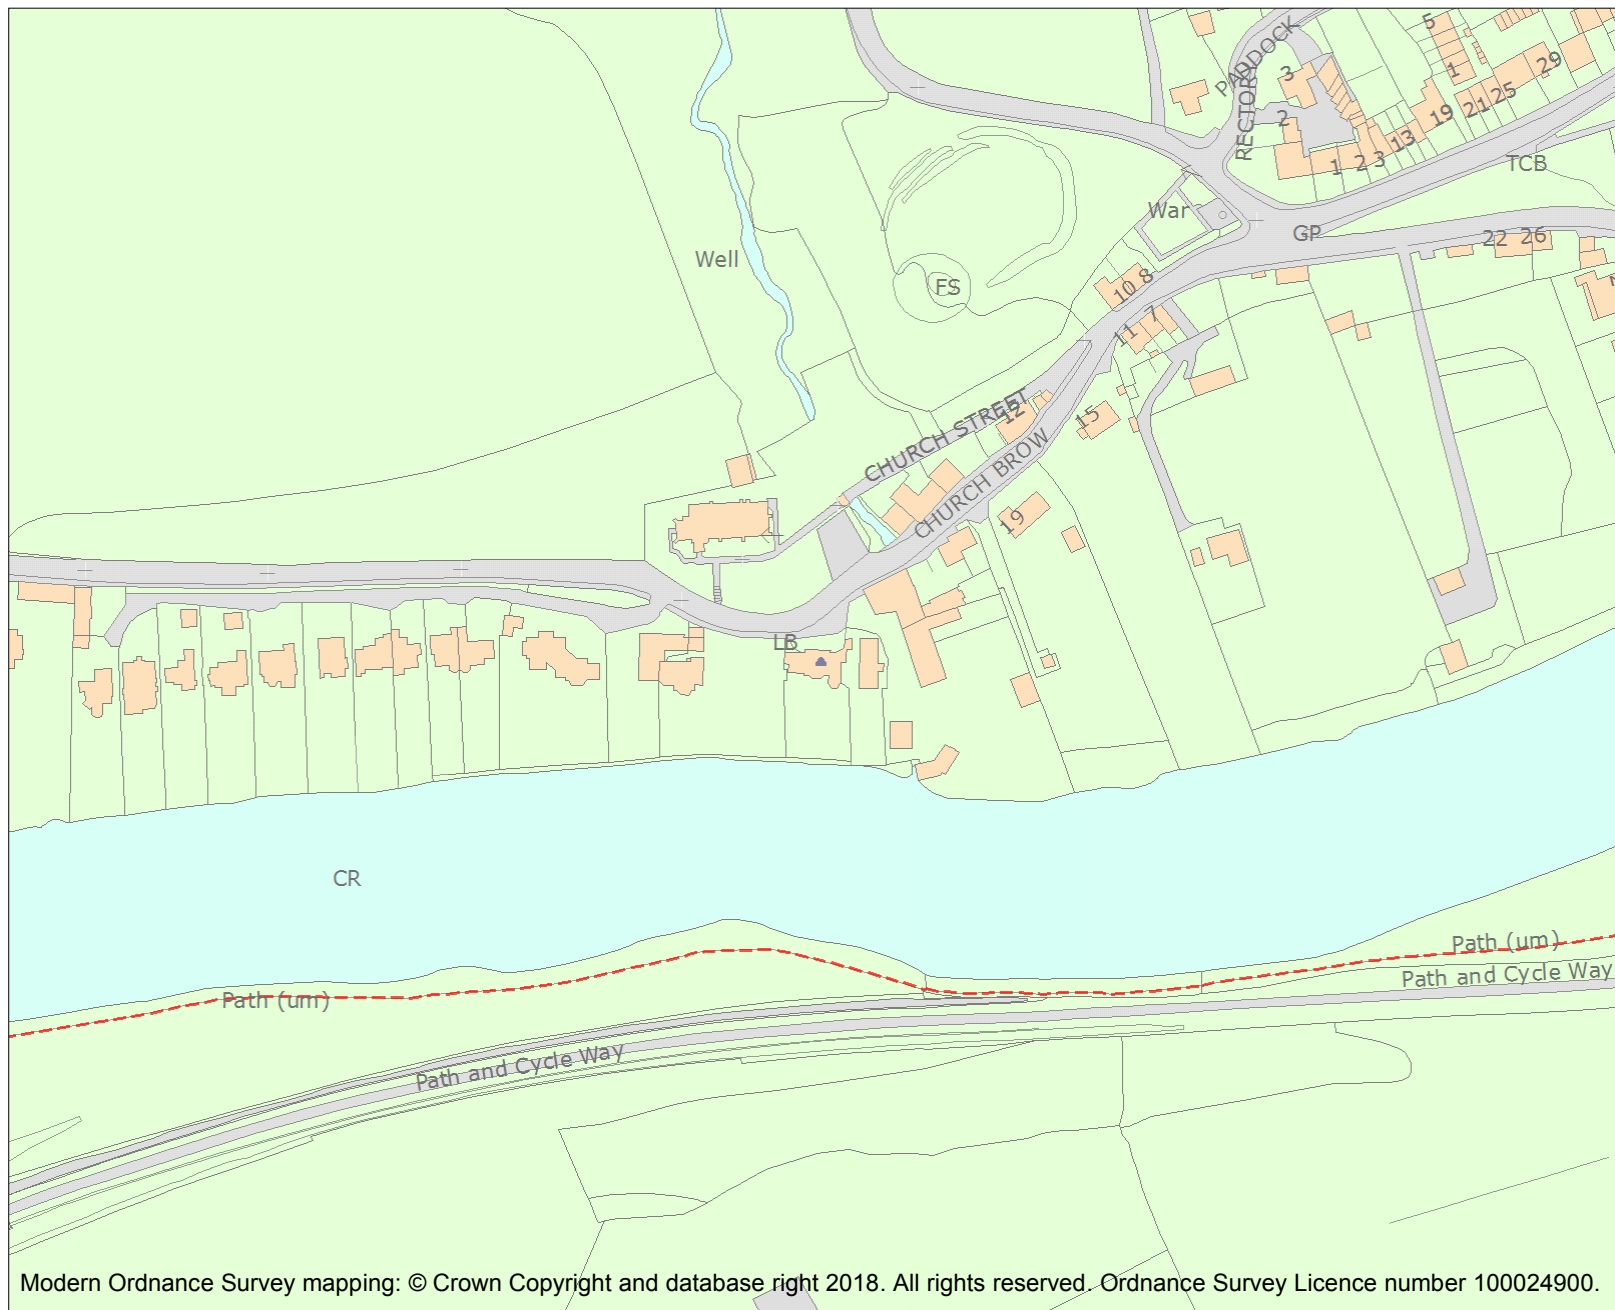 5
PADDOCK
RECTORY
3
1
29
25
21
19
2
13
3
2
1
TCB
War
GP
22
26
Well
FS
10
8
7
11
12
15
CHURCH STREET
CHURCH BROW
19
LB
CR
Path (um)
Path and Cycle Way
Path (um)
Path and Cycle Way
Modern Ordnance Survey mapping: © Crown Copyright and database right 2018. All rights reserved. Ordnance Survey Licence number 100024900.